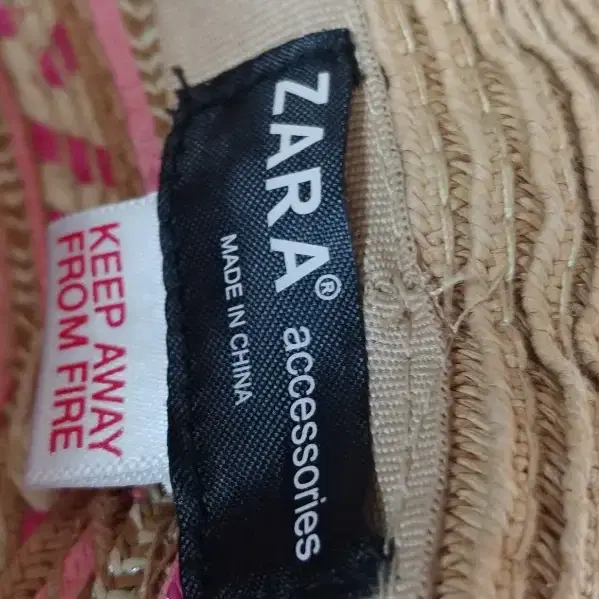 ZARA® accessories
MADE IN CHINA
KEEP AWAY
FROM FIRE